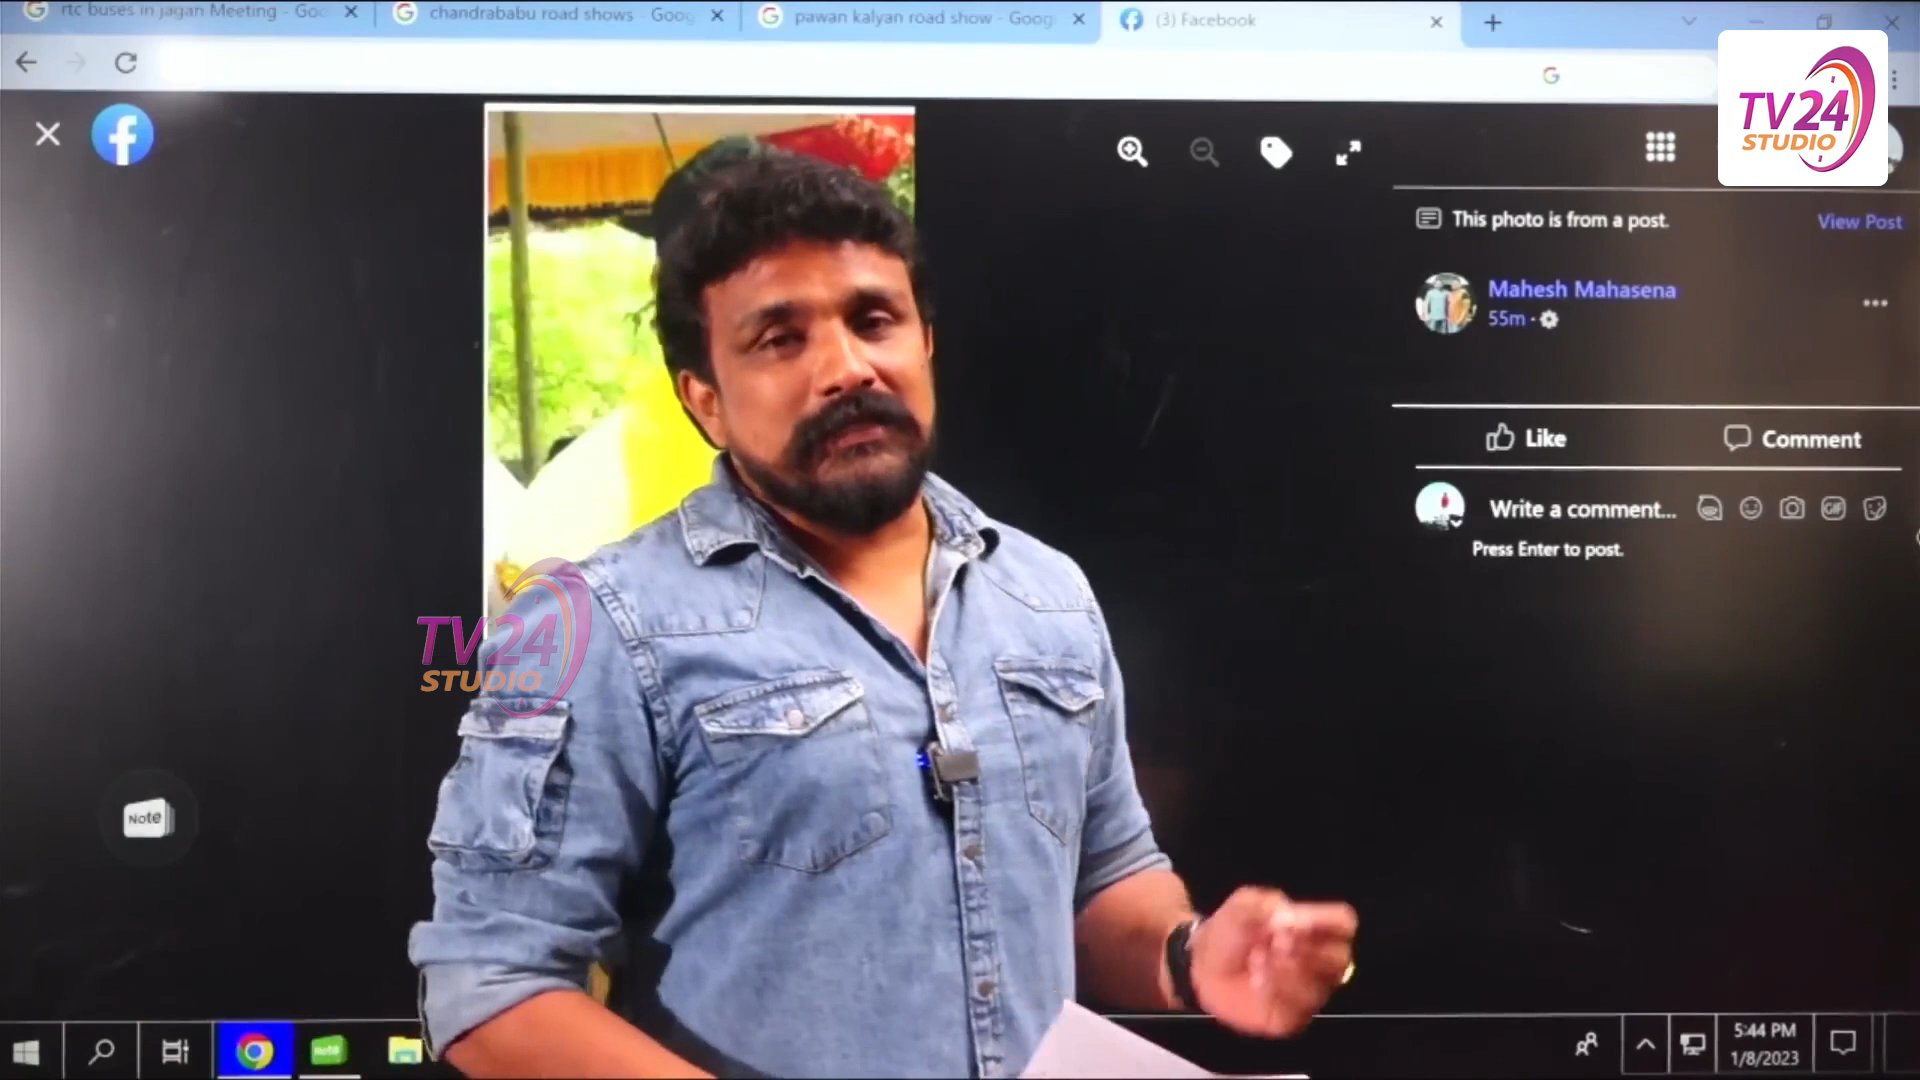 rtc buses in jagan Meeting - Goo
chandrababu road shows - Goog
pawan kalyan road show - Goog
(3) Facebook
TV24
STUDIO
This photo is from a post.
View Post
Mahesh Mahasena
55m
Like
Comment
Write a comment...
GIF
Press Enter to post.
TV24
STUDIO
Note
note
5:44 PM
1/8/2023